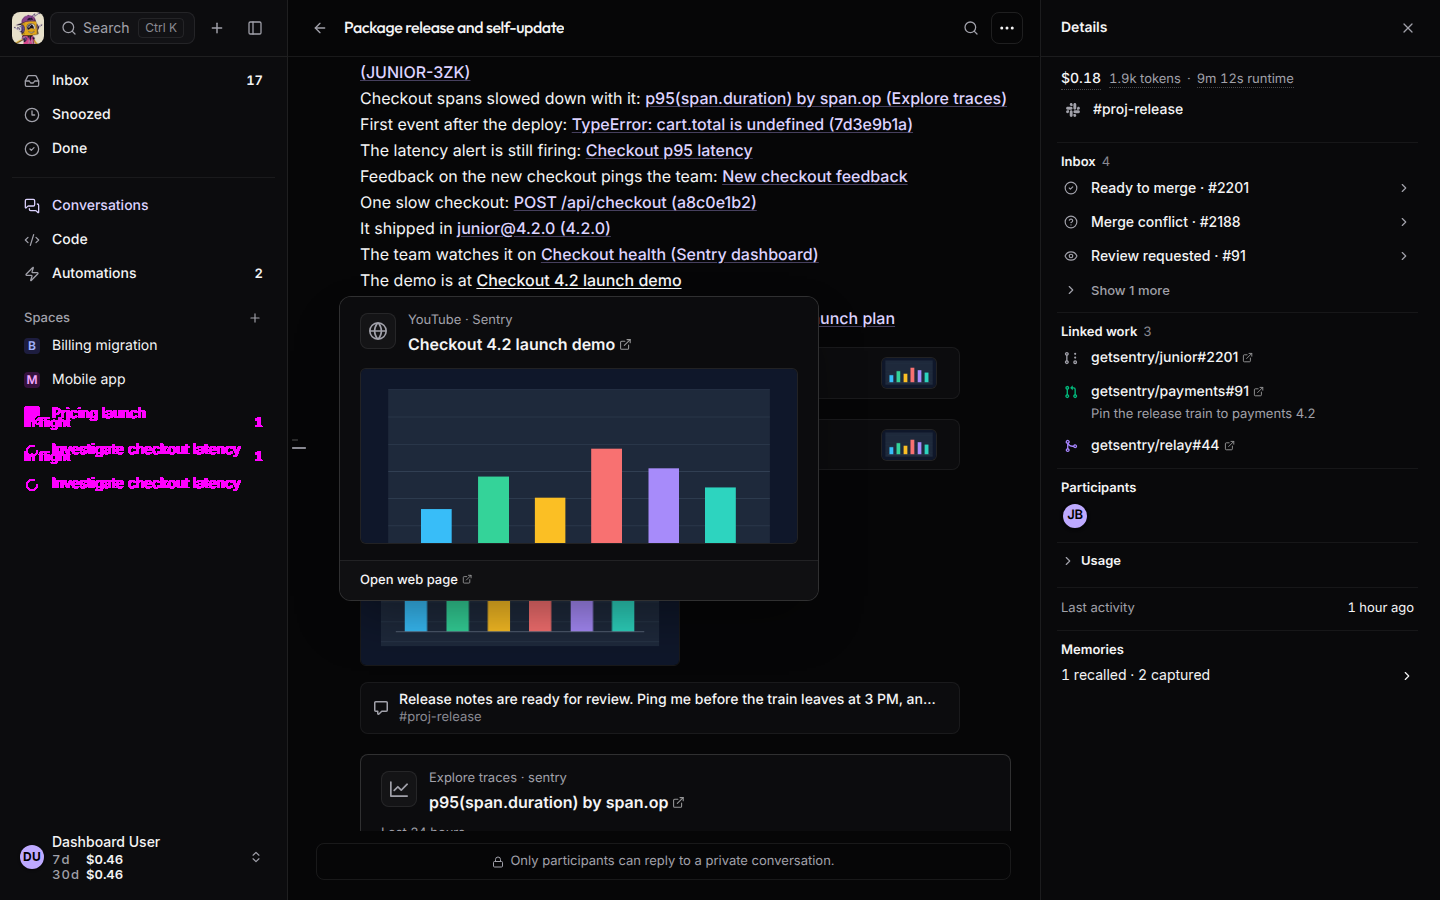 Search Ctrl K
Inbox 17
Snoozed
Done
Conversations
Code
Automations 2
Spaces
B Billing migration
M Mobile app
Pricing launch
In flight 1
Investigate checkout latency
In flight 1
Investigate checkout latency
DU Dashboard User
7d $0.46
30d $0.46
Package release and self-update
(JUNIOR-3ZK)
Checkout spans slowed down with it: p95(span.duration) by span.op (Explore traces)
First event after the deploy: TypeError: cart.total is undefined (7d3e9b1a)
The latency alert is still firing: Checkout p95 latency
Feedback on the new checkout pings the team: New checkout feedback
One slow checkout: POST /api/checkout (a8c0e1b2)
It shipped in junior@4.2.0 (4.2.0)
The team watches it on Checkout health (Sentry dashboard)
The demo is at Checkout 4.2 launch demo
unch plan
YouTube · Sentry
Checkout 4.2 launch demo
Open web page
Release notes are ready for review. Ping me before the train leaves at 3 PM, an...
#proj-release
Explore traces · sentry
p95(span.duration) by span.op
Last 24 hours
Only participants can reply to a private conversation.
Details
$0.18 1.9k tokens · 9m 12s runtime
#proj-release
Inbox 4
Ready to merge · #2201
Merge conflict · #2188
Review requested · #91
Show 1 more
Linked work 3
getsentry/junior#2201
getsentry/payments#91
Pin the release train to payments 4.2
getsentry/relay#44
Participants
JB
Usage
Last activity 1 hour ago
Memories
1 recalled · 2 captured